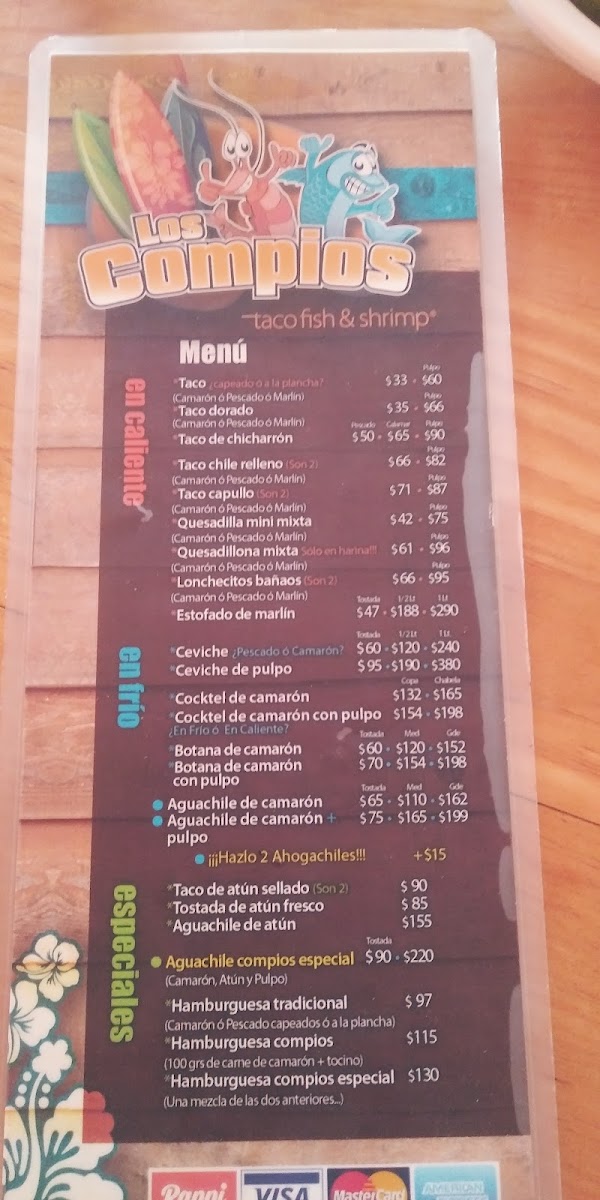 Los
Compios
taco fish & shrimp*
Menú
en caliente
Pulpo
*Taco ¿capeado ó a la plancha? $33 - $60
(Camarón ó Pescado ó Marlin) Pulpo
*Taco dorado $35 - $66
(Camarón ó Pescado ó Marlin) Pescado Calamar Pulpo
*Taco de chicharrón $50 - $65 - $90
Pulpo
*Taco chile relleno (Son 2) $66 - $82
(Camarón ó Pescado ó Marlin) Pulpo
*Taco capullo (Son 2) $71 - $87
(Camarón ó Pescado ó Marlin) Pulpo
*Quesadilla mini mixta $42 - $75
(Camarón ó Pescado ó Marlin) Pulpo
*Quesadillona mixta Sólo en harina!!! $61 - $96
(Camarón ó Pescado ó Marlin) Pulpo
*Lonchecitos bañaos (Son 2) $66 - $95
(Camarón ó Pescado ó Marlin) Tostada 1/2 Lt 1 Lt
*Estofado de marlín $47 - $188 - $290
en frío
Tostada 1/2 Lt 1 Lt
*Ceviche ¿Pescado ó Camarón? $60 - $120 - $240
*Ceviche de pulpo $95 - $190 - $380
Copa Chabela
*Cocktel de camarón $132 - $165
*Cocktel de camarón con pulpo $154 - $198
¿En Frío ó En Caliente? Tostada Med Gde
*Botana de camarón $60 - $120 - $152
*Botana de camarón $70 - $154 - $198
con pulpo
Tostada Med Gde
Aguachile de camarón $65 - $110 - $162
Aguachile de camarón + $75 - $165 - $199
pulpo
¡¡¡Hazlo 2 Ahogachiles!!! +$15
especiales
*Taco de atún sellado (Son 2) $ 90
*Tostada de atún fresco $ 85
*Aguachile de atún $155
Tostada
Aguachile compios especial $90 - $220
(Camarón, Atún y Pulpo)
*Hamburguesa tradicional $ 97
(Camarón ó Pescado capeados ó a la plancha)
*Hamburguesa compios $115
(100 grs de carne de camarón + tocino)
*Hamburguesa compios especial $130
(Una mezcla de las dos anteriores...)
Rappi VISA MasterCard AMERICAN